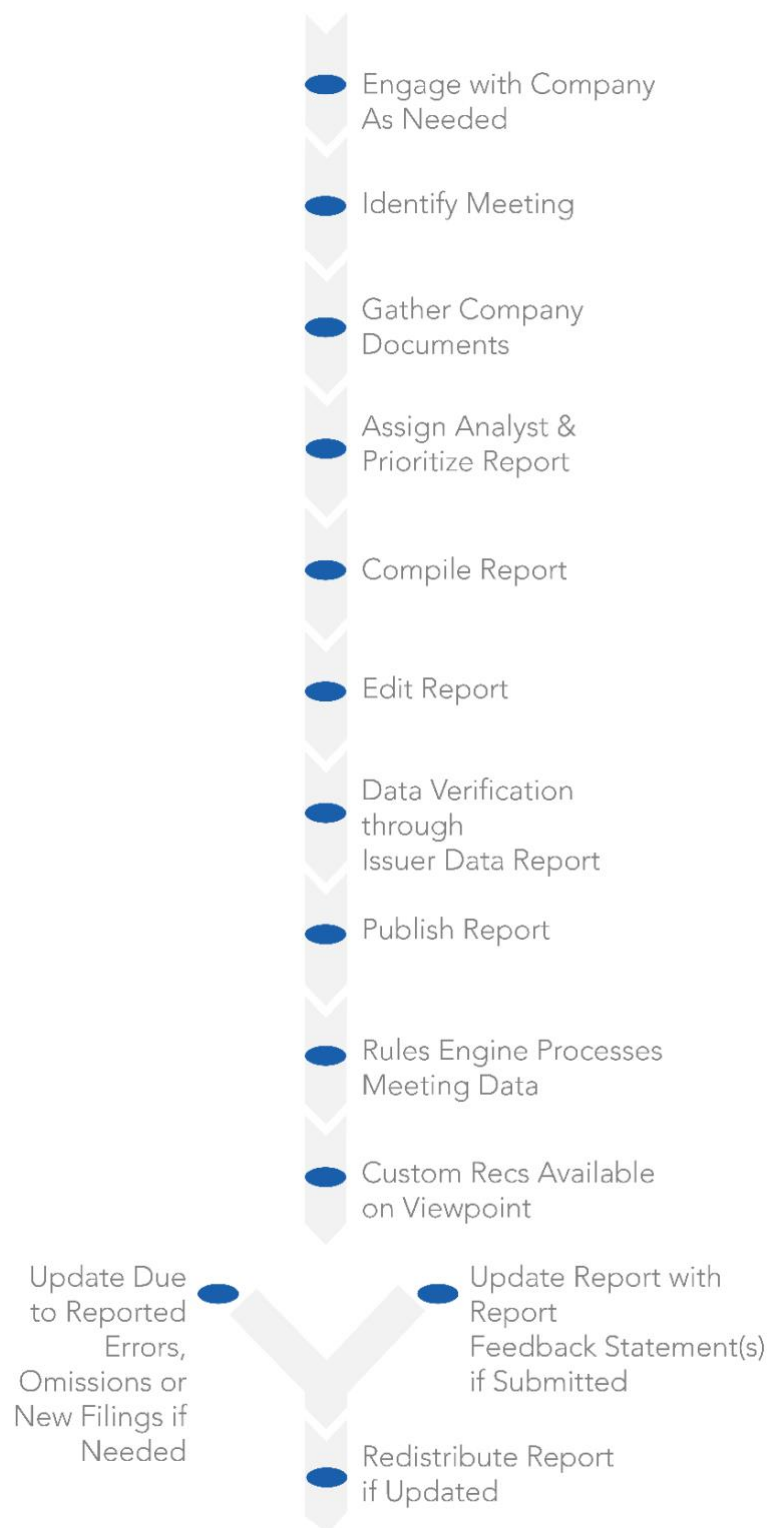 Engage with Company
As Needed
Identify Meeting
Gather Company
Documents
Assign Analyst &
Prioritize Report
Compile Report
Edit Report
Data Verification
through
Issuer Data Report
Publish Report
Rules Engine Processes
Meeting Data
Custom Recs Available
on Viewpoint
Update Due
to Reported
Errors,
Omissions or
New Filings if
Needed
Update Report with
Report
Feedback Statement(s)
if Submitted
Redistribute Report
if Updated